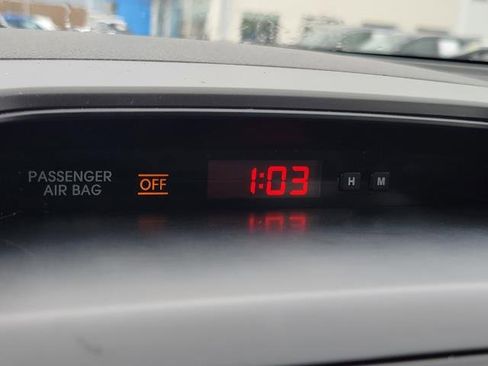 PASSENGER
AIR BAG
OFF
1:03
H
M